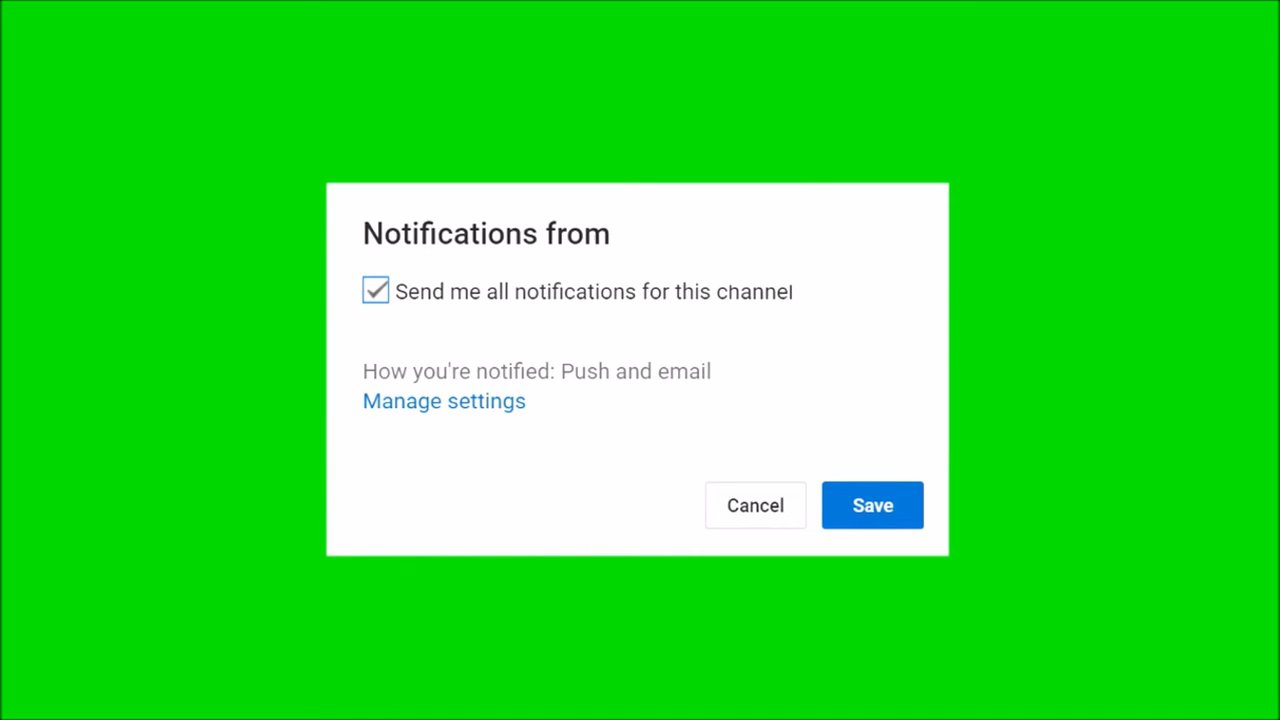 Notifications from
Send me all notifications for this channel
How you're notified: Push and email
Manage settings
Cancel Save